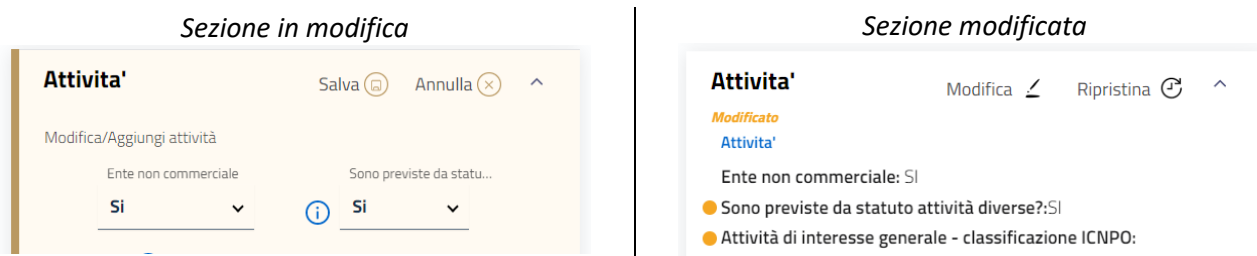 Sezione in modifica
Attivita'
Salva
Annulla
Modifica/Aggiungi attività
Ente non commerciale
Sono previste da statu...
Si
Si
Sezione modificata
Attivita'
Modifica
Ripristina
Modificato
Attivita'
Ente non commerciale: SI
Sono previste da statuto attività diverse?:SI
Attività di interesse generale - classificazione ICNPO: